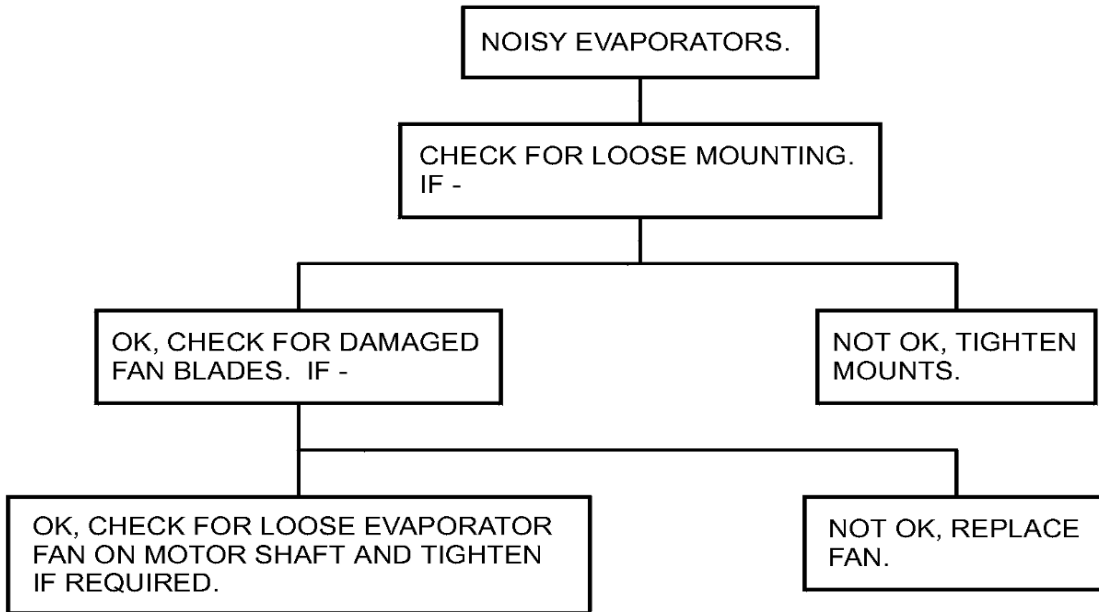 NOISY EVAPORATORS.
CHECK FOR LOOSE MOUNTING.
IF -
OK, CHECK FOR DAMAGED
FAN BLADES. IF -
NOT OK, TIGHTEN
MOUNTS.
OK, CHECK FOR LOOSE EVAPORATOR
FAN ON MOTOR SHAFT AND TIGHTEN
IF REQUIRED.
NOT OK, REPLACE
FAN.